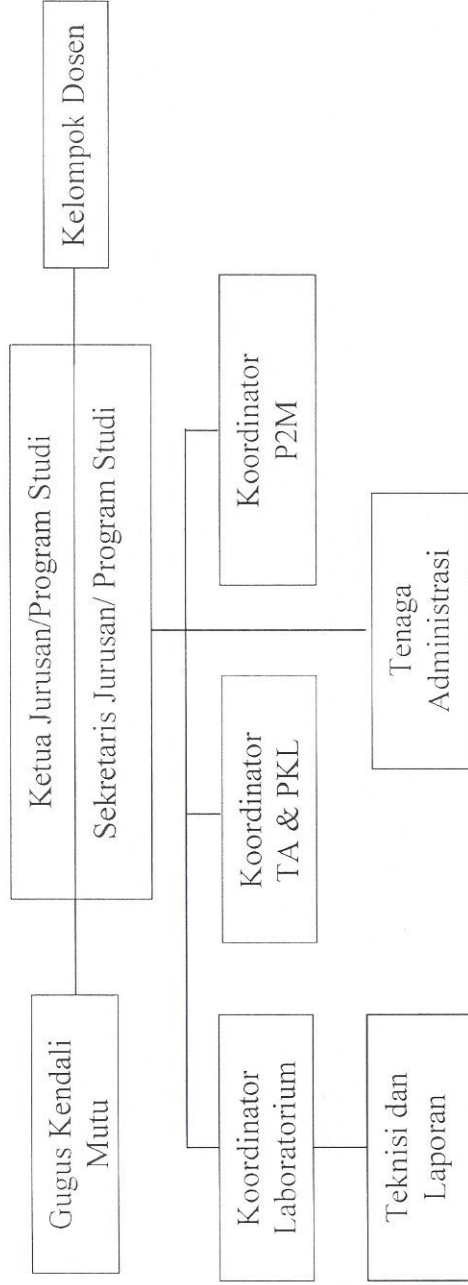 Ketua Jurusan/Program Studi
Sekretaris Jurusan/ Program Studi
Gugus Kendali
Mutu
Kelompok Dosen
Koordinator
Laboratorium
Koordinator
TA & PKL
Koordinator
P2M
Teknisi dan
Laporan
Tenaga
Administrasi